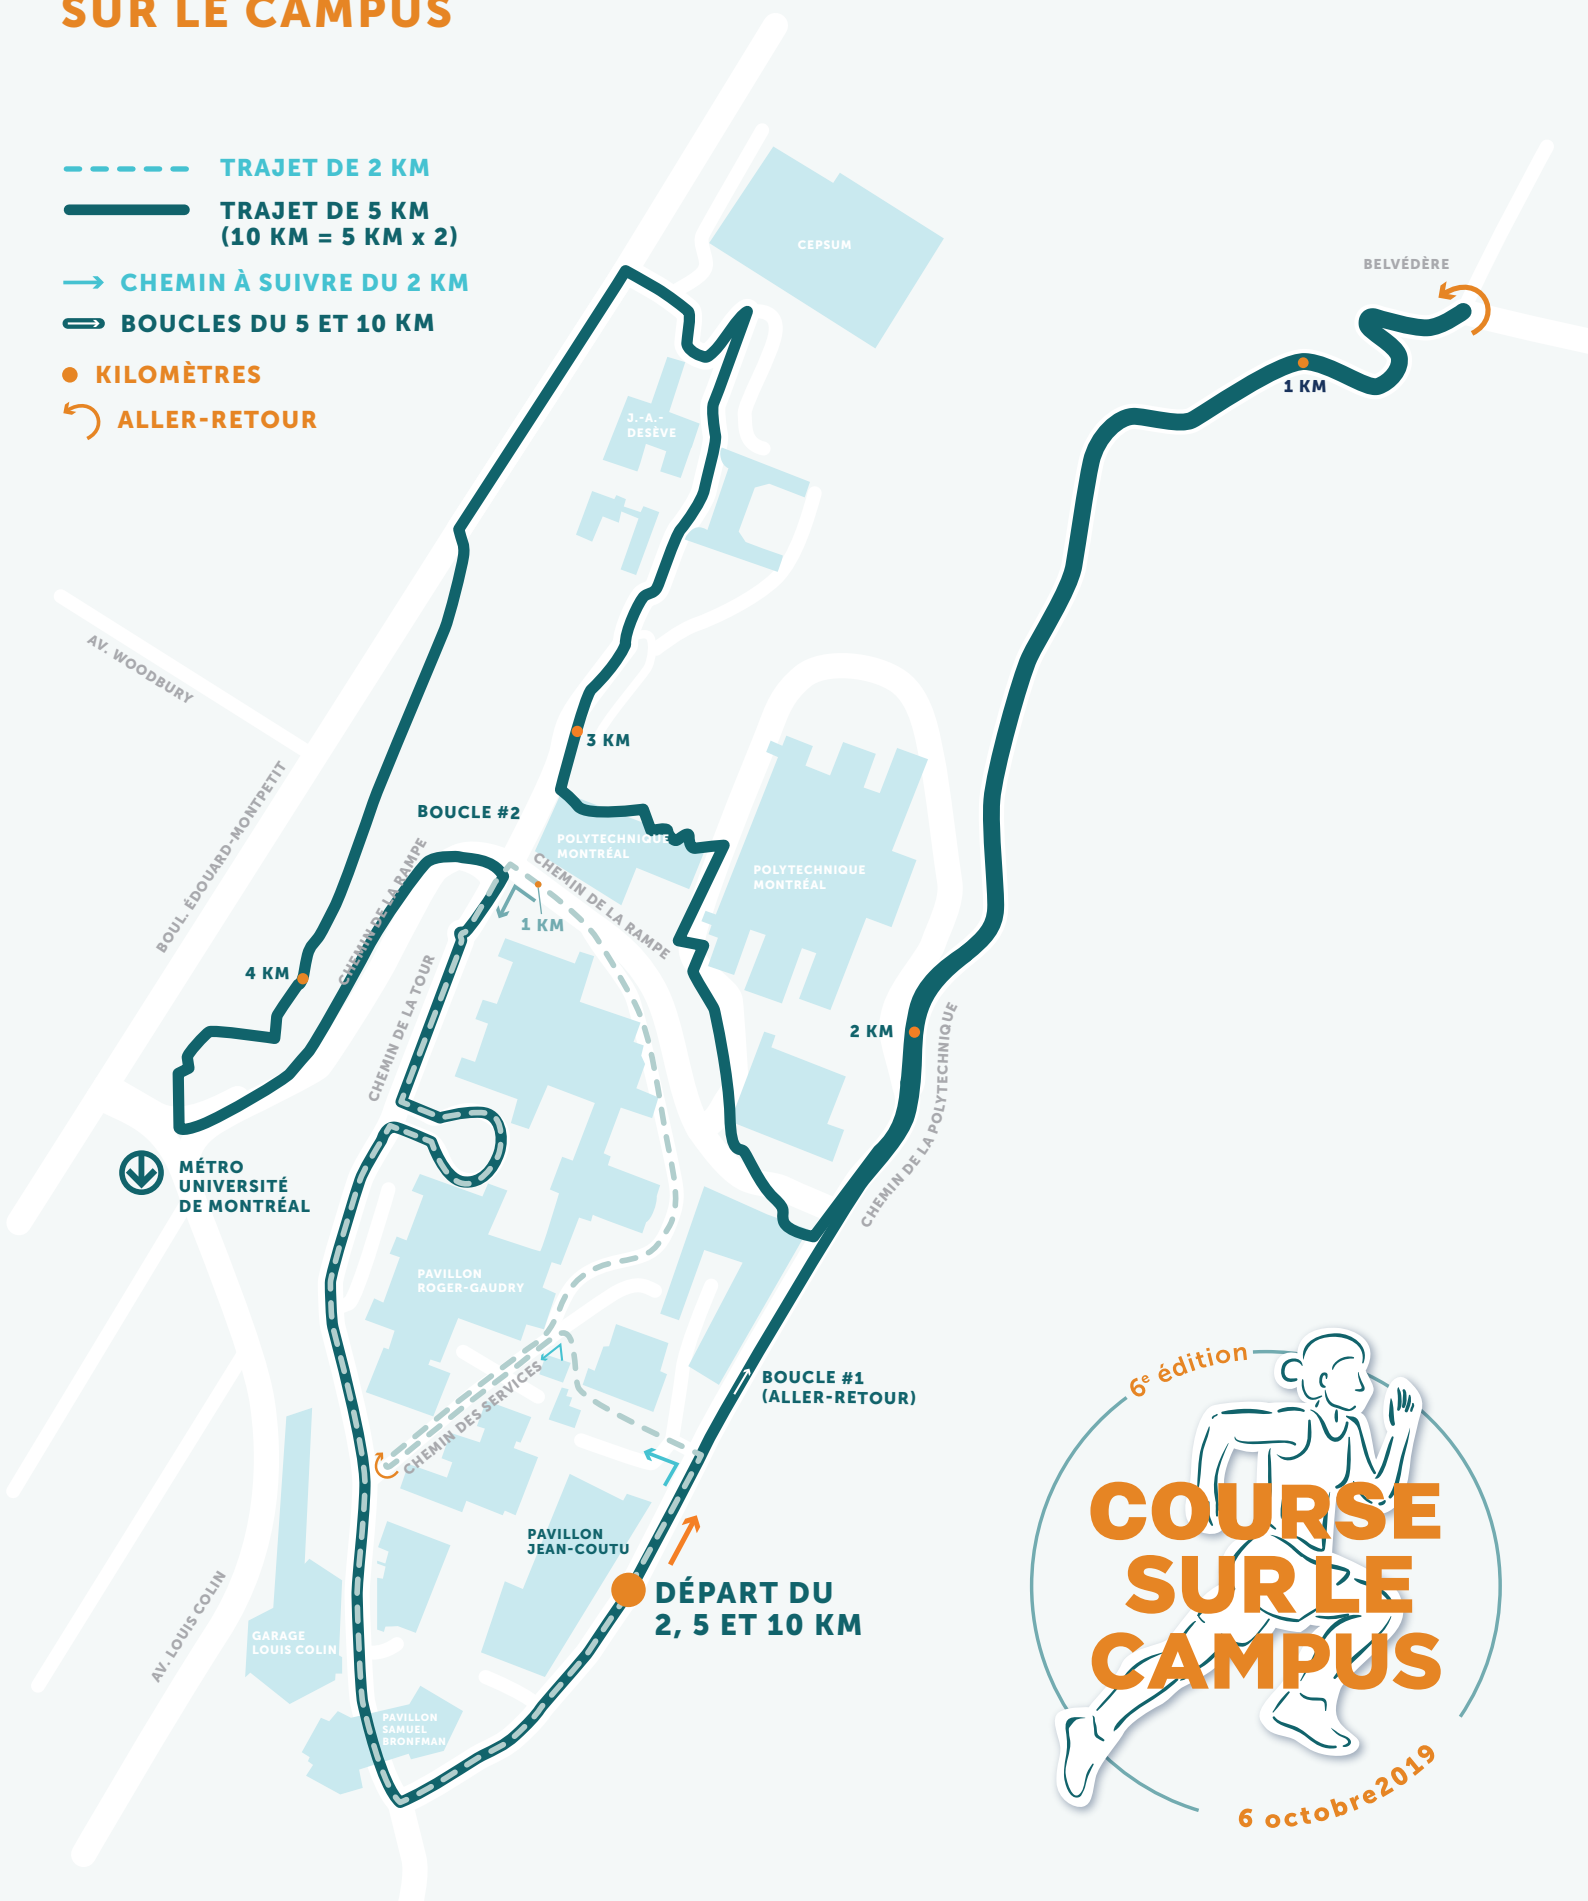 SUR LE CAMPUS
TRAJET DE 2 KM
TRAJET DE 5 KM
(10 KM = 5 KM x 2)
CHEMIN À SUIVRE DU 2 KM
BOUCLES DU 5 ET 10 KM
KILOMÈTRES
ALLER-RETOUR
CEPSUM
BELVÉDÈRE
1 KM
J.-A.-
DESÈVE
AV. WOODBURY
3 KM
BOUL. ÉDOUARD-MONTPETIT
BOUCLE #2
POLYTECHNIQUE
MONTRÉAL
CHEMIN DE LA RAMPE
CHEMIN DE LA RAMPE
POLYTECHNIQUE
MONTRÉAL
1 KM
4 KM
CHEMIN DE LA TOUR
2 KM
CHEMIN DE LA POLYTECHNIQUE
MÉTRO
UNIVERSITÉ
DE MONTRÉAL
PAVILLON
ROGER-GAUDRY
CHEMIN DES SERVICES
BOUCLE #1
(ALLER-RETOUR)
PAVILLON
JEAN-COUTU
DÉPART DU
2, 5 ET 10 KM
AV. LOUIS COLIN
GARAGE
LOUIS COLIN
PAVILLON
SAMUEL
BRONFMAN
6e édition
COURSE
SUR LE
CAMPUS
6 octobre2019